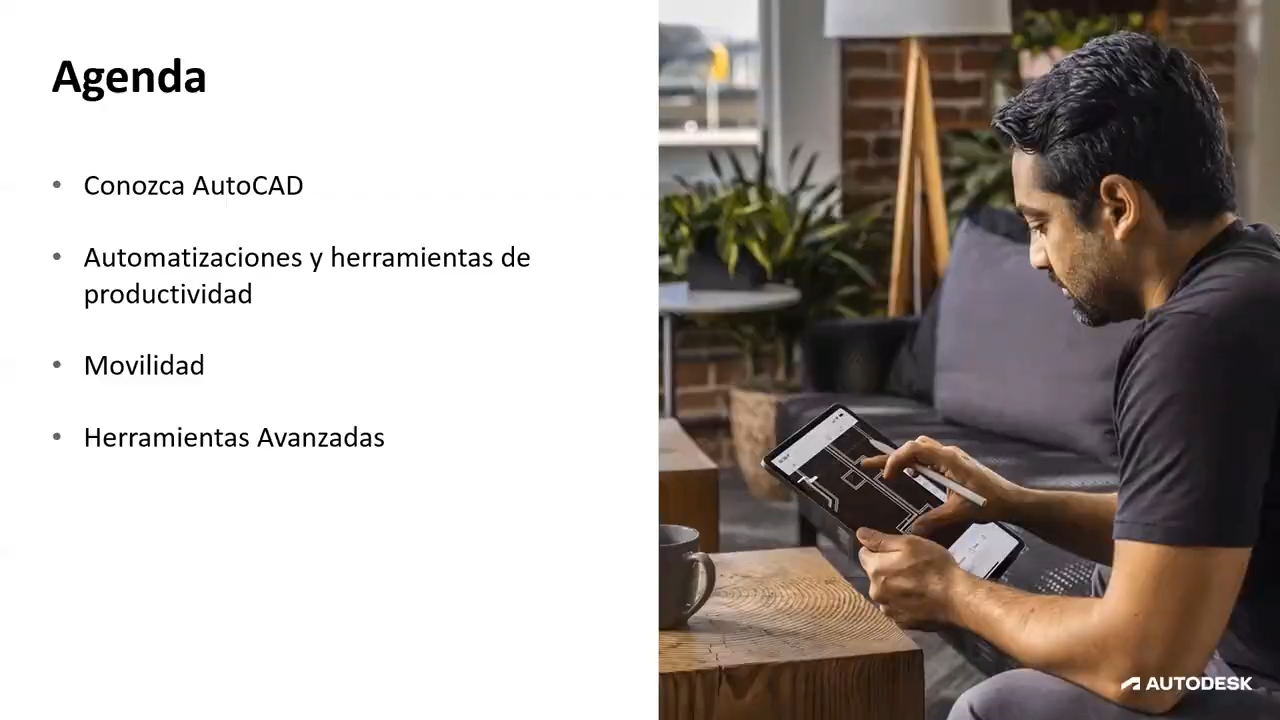 Agenda
• Conozca AutoCAD
• Automatizaciones y herramientas de
productividad
• Movilidad
• Herramientas Avanzadas
AUTODESK